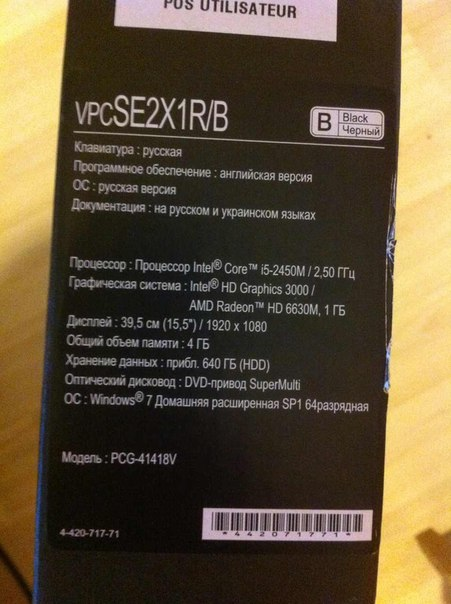 POS UTILISATEUR
VPCSE2X1R/B
B Black
Черный
Клавиатура : русская
Программное обеспечение : английская версия
ОС : русская версия
Документация : на русском и украинском языках
Процессор : Процессор Intel® Core™ i5-2450M / 2,50 ГГц
Графическая система : Intel® HD Graphics 3000 /
AMD Radeon™ HD 6630M, 1 ГБ
Дисплей : 39,5 см (15,5") / 1920 x 1080
Общий объем памяти : 4 ГБ
Хранение данных : прибл. 640 ГБ (HDD)
Оптический дисковод : DVD-привод SuperMulti
ОС : Windows® 7 Домашняя расширенная SP1 64разрядная
Модель : PCG-41418V
4-420-717-71
*442071771*